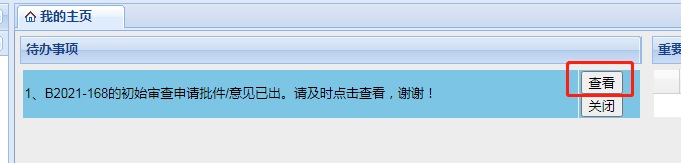 我的主页
待办事项
重要
1、B2021-168的初始审查申请批件/意见已出。请及时点击查看，谢谢！
查看
关闭